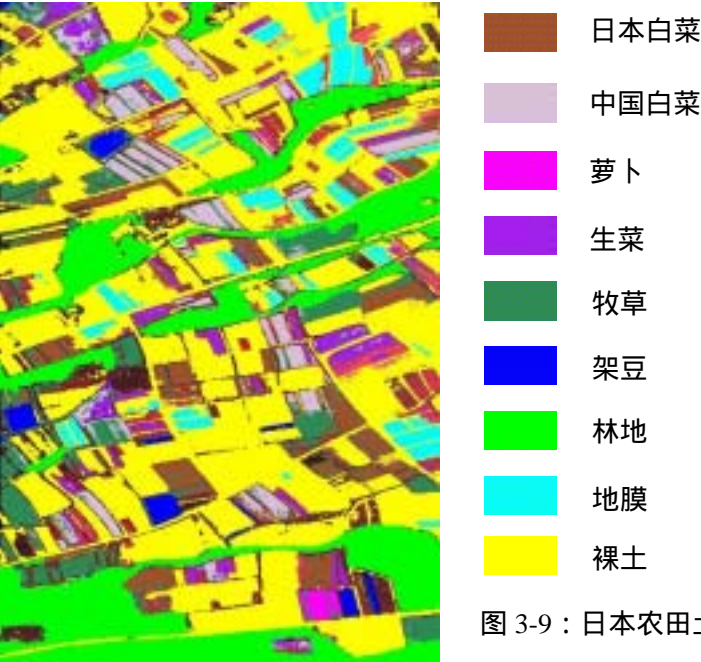 日本白菜
中国白菜
萝卜
生菜
牧草
架豆
林地
地膜
裸土
图 3-9：日本农田